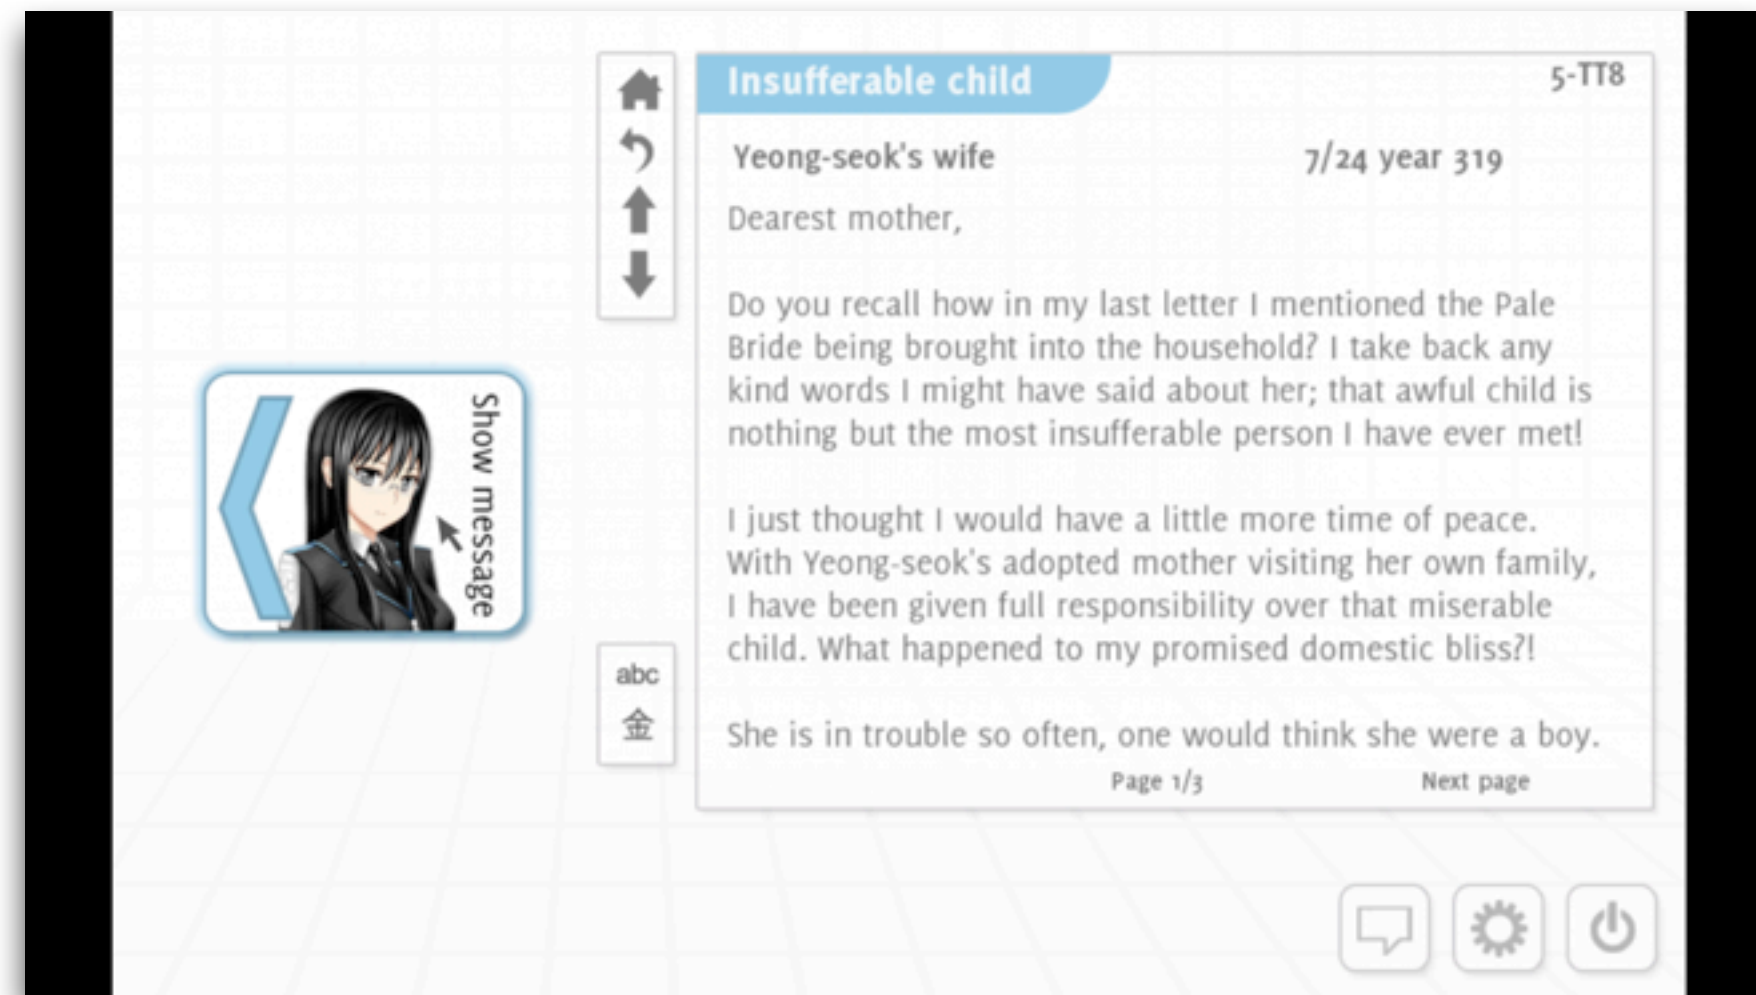 Insufferable child
5-TT8
Yeong-seok's wife
7/24 year 319
Dearest mother,
Do you recall how in my last letter I mentioned the Pale
Bride being brought into the household? I take back any
kind words I might have said about her; that awful child is
nothing but the most insufferable person I have ever met!
I just thought I would have a little more time of peace.
With Yeong-seok's adopted mother visiting her own family,
I have been given full responsibility over that miserable
child. What happened to my promised domestic bliss?!
She is in trouble so often, one would think she were a boy.
Page 1/3
Next page
Show message
abc
金